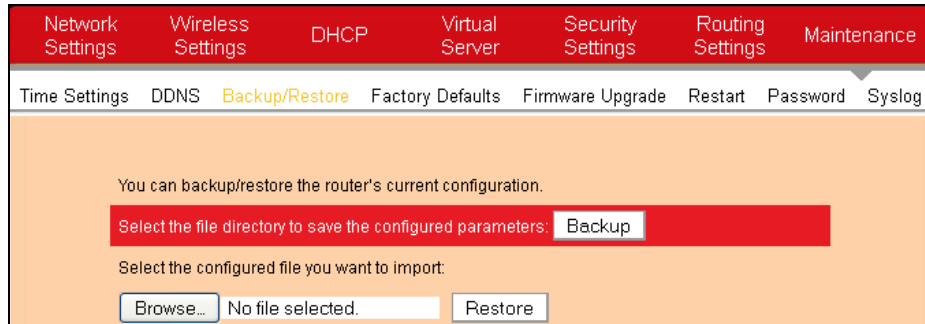 Network Settings Wireless Settings DHCP Virtual Server Security Settings Routing Settings Maintenance
Time Settings DDNS Backup/Restore Factory Defaults Firmware Upgrade Restart Password Syslog
You can backup/restore the router's current configuration.
Select the file directory to save the configured parameters: Backup
Select the configured file you want to import:
Browse... No file selected. Restore